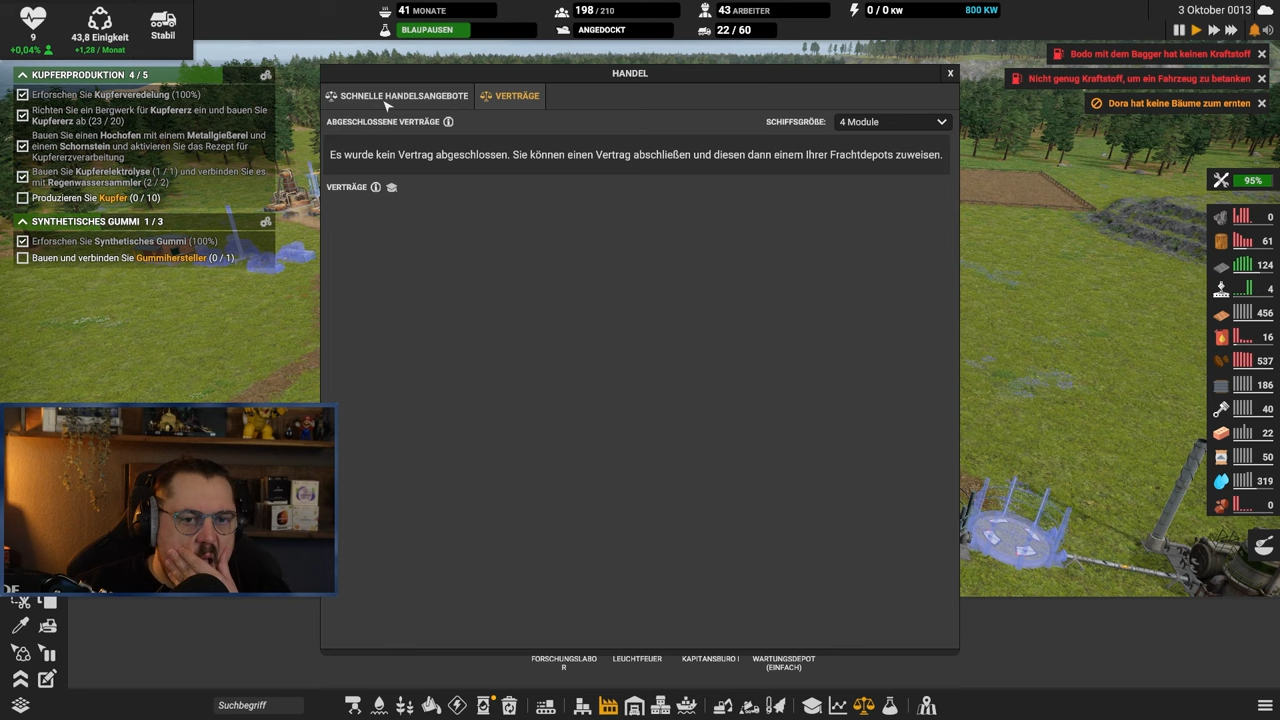 9
+0,04%
43,8 Einigkeit
+1,28 / Monat
Stabil
41 MONATE
BLAUPAUSEN
198 / 210
ANGEDOCKT
43 ARBEITER
22 / 60
0 / 0 KW
800 KW
3 Oktober 0013
Bodo mit dem Bagger hat keinen Kraftstoff X
Nicht genug Kraftstoff, um ein Fahrzeug zu betanken X
Dora hat keine Bäume zum ernten X
KUPFERPRODUKTION 4 / 5
Erforschen Sie Kupferveredelung (100%)
Richten Sie ein Bergwerk für Kupfererz ein und bauen Sie
Kupfererz ab (23 / 20)
Bauen Sie einen Hochofen mit einem Metallgießerei und
einem Schornstein und aktivieren Sie das Rezept für
Kupfererzverarbeitung
Bauen Sie Kupferelektrolyse (1 / 1) und verbinden Sie es
mit Regenwassersammler (2 / 2)
Produzieren Sie Kupfer (0 / 10)
SYNTHETISCHES GUMMI 1 / 3
Erforschen Sie Synthetisches Gummi (100%)
Bauen und verbinden Sie Gummihersteller (0 / 1)
HANDEL
X
SCHNELLE HANDELSANGEBOTE
VERTRÄGE
ABGESCHLOSSENE VERTRÄGE
SCHIFFSGRÖßE:
4 Module
Es wurde kein Vertrag abgeschlossen. Sie können einen Vertrag abschließen und diesen dann einem Ihrer Frachtdepots zuweisen.
VERTRÄGE
95%
0
61
124
4
456
16
537
186
40
22
50
319
0
FORSCHUNGSLABO
R
LEUCHTFEUER
KAPITÄNSBÜRO I
WARTUNGSDEPOT
(EINFACH)
Suchbegriff